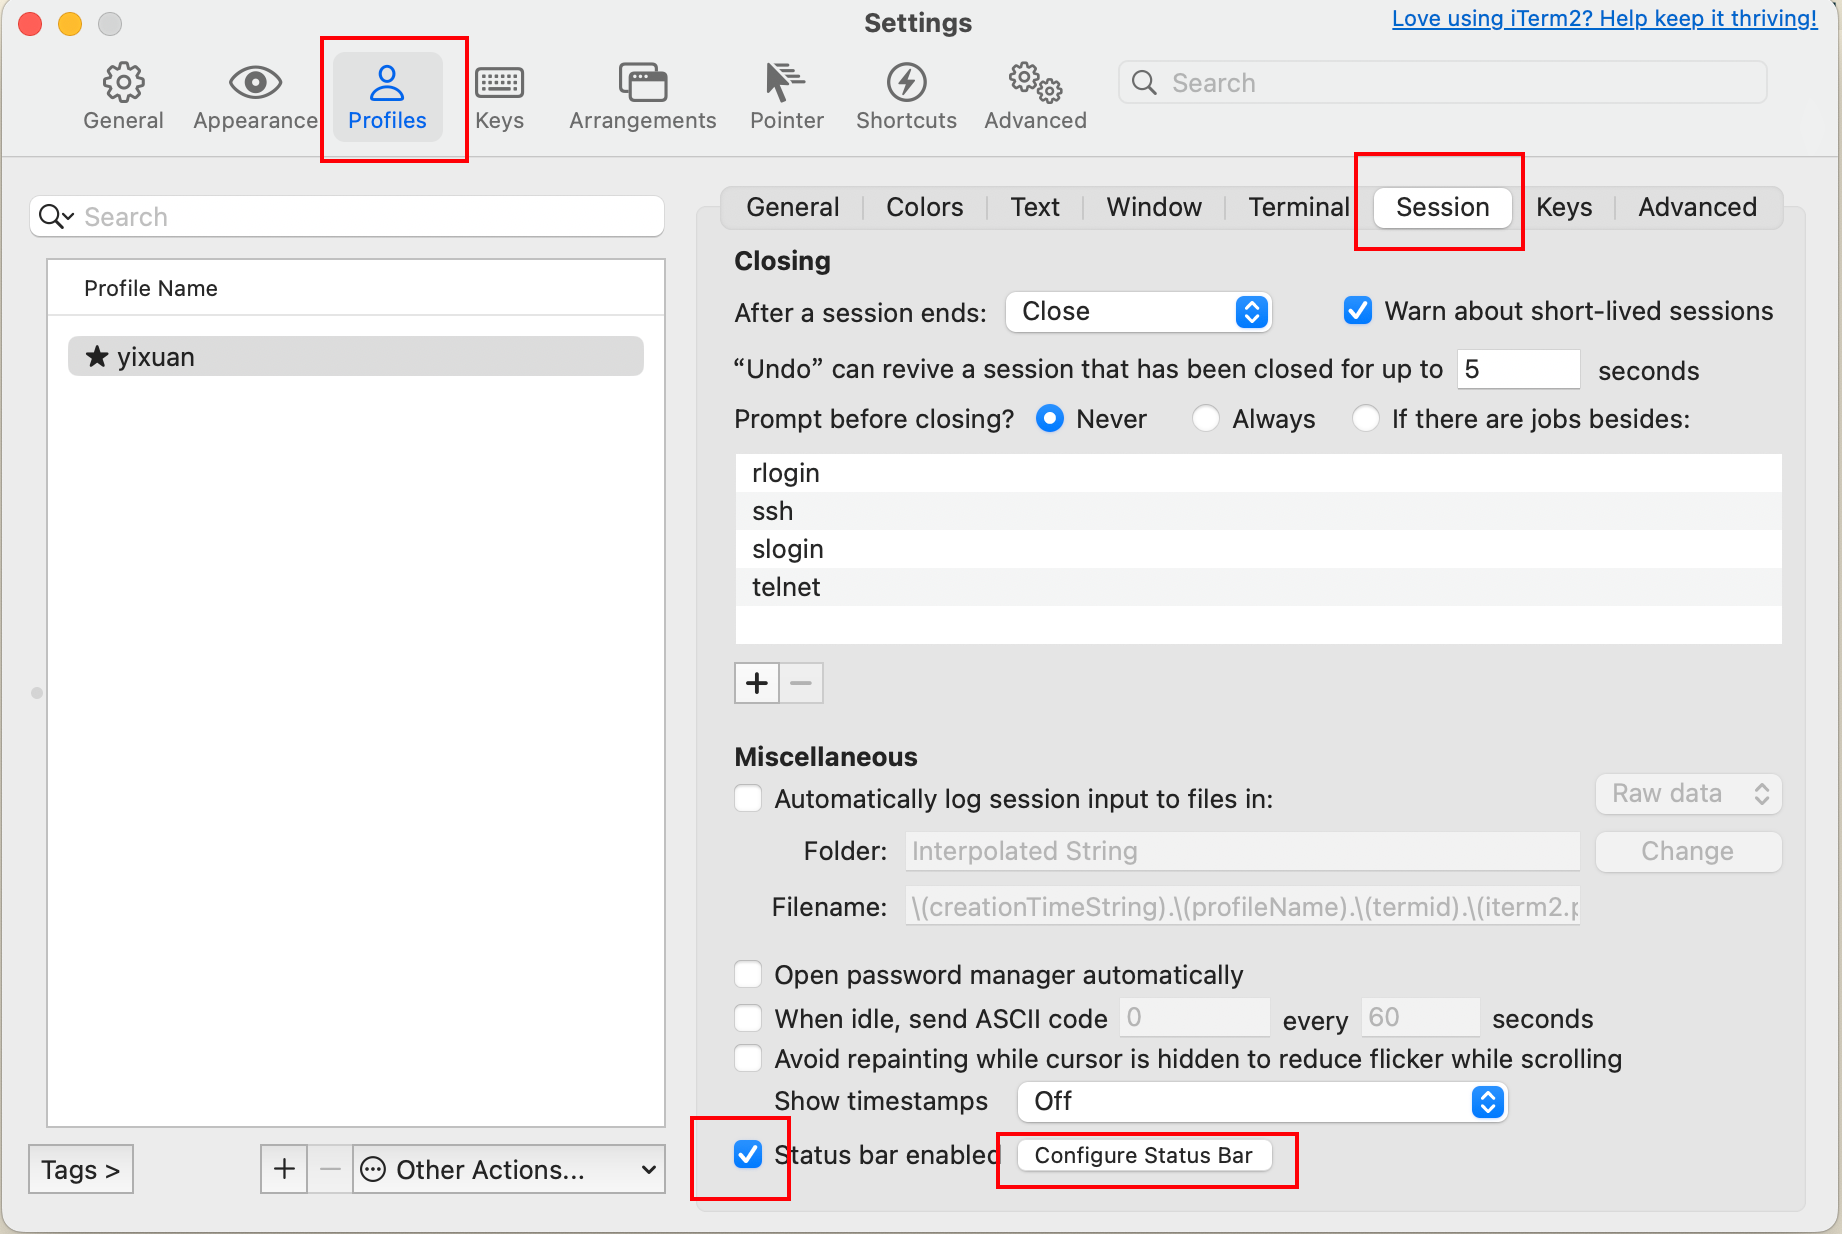 Settings
Love using iTerm2? Help keep it thriving!
General
Appearance
Profiles
Keys
Arrangements
Pointer
Shortcuts
Advanced
Search
Search
Profile Name
★ yixuan
Tags >
Other Actions...
General
Colors
Text
Window
Terminal
Session
Keys
Advanced
Closing
After a session ends: Close
Warn about short-lived sessions
“Undo” can revive a session that has been closed for up to 5 seconds
Prompt before closing? Never Always If there are jobs besides:
rlogin
ssh
slogin
telnet
Miscellaneous
Automatically log session input to files in: Raw data
Folder: Interpolated String Change
Filename: \(creationTimeString).\(profileName).\(termid).\(iterm2.p
Open password manager automatically
When idle, send ASCII code 0 every 60 seconds
Avoid repainting while cursor is hidden to reduce flicker while scrolling
Show timestamps Off
Status bar enabled Configure Status Bar